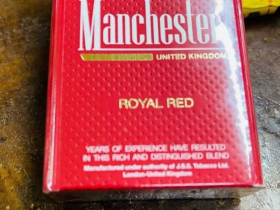 Manchester
UNITED KINGDOM
ROYAL RED
YEARS OF EXPERIENCE HAVE RESULTED
IN THIS RICH AND DISTINGUISHED BLEND
Manufactured under authority of J.S.S. Tobacco Ltd.
London-United Kingdom